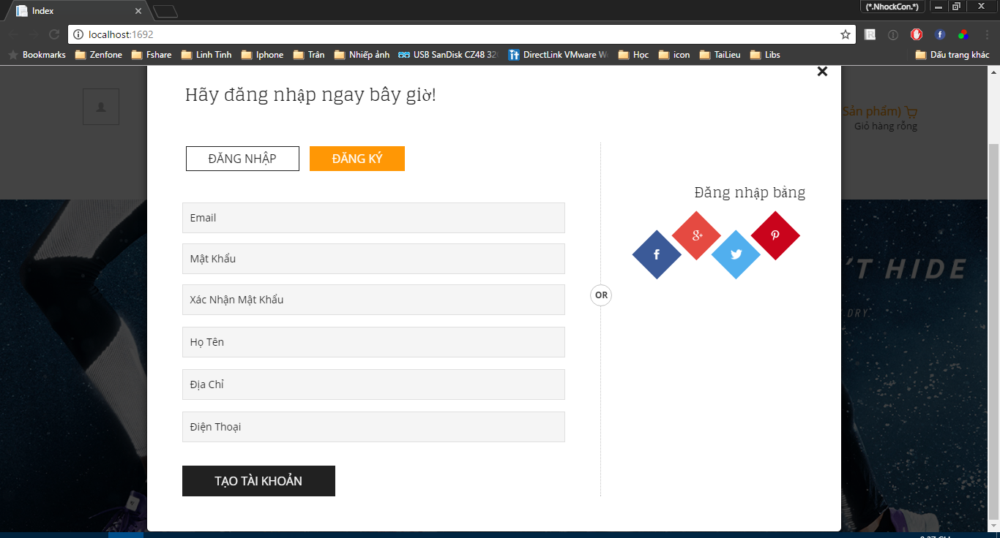 Index
(*.NhockCon.*)
localhost:1692
Bookmarks Zenfone Fshare Linh Tinh Iphone Trân Nhiếp ảnh USB SanDisk CZ48 32G DirectLink VMware W Học icon TaiLieu Libs Dấu trang khác
Hãy đăng nhập ngay bây giờ!
Sản phẩm)
Giỏ hàng rỗng
ĐĂNG NHẬP ĐĂNG KÝ
Đăng nhập bằng
Email
Mật Khẩu
Xác Nhận Mật Khẩu
Họ Tên
Địa Chỉ
Điện Thoại
TẠO TÀI KHOẢN
f g+ P
OR
'T HIDE
DRY.